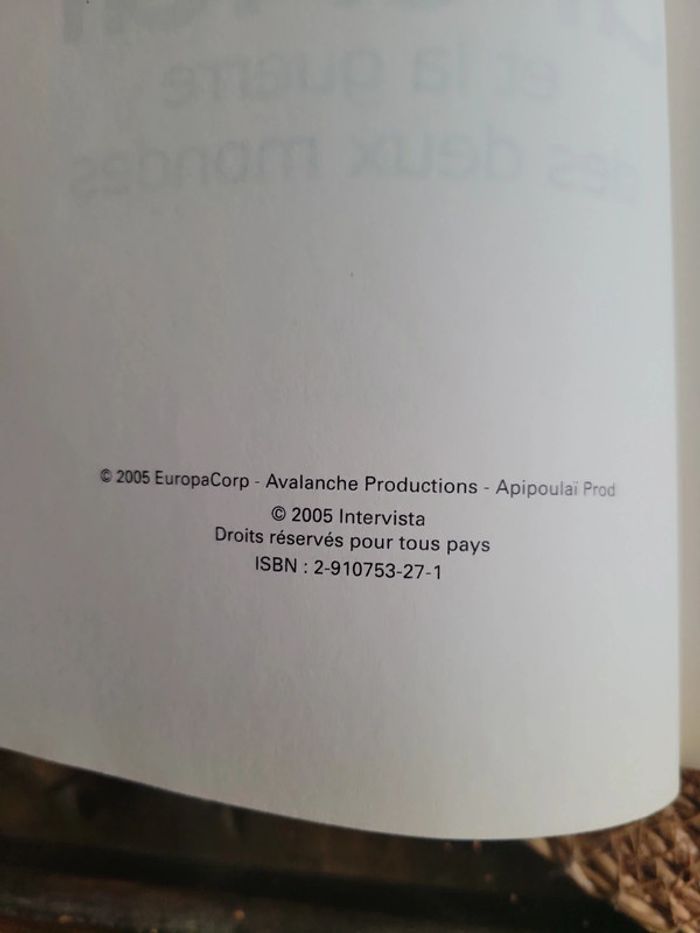 et la guerre
des deux mondes
© 2005 EuropaCorp - Avalanche Productions - Apipoulaï Prod
© 2005 Intervista
Droits réservés pour tous pays
ISBN : 2-910753-27-1